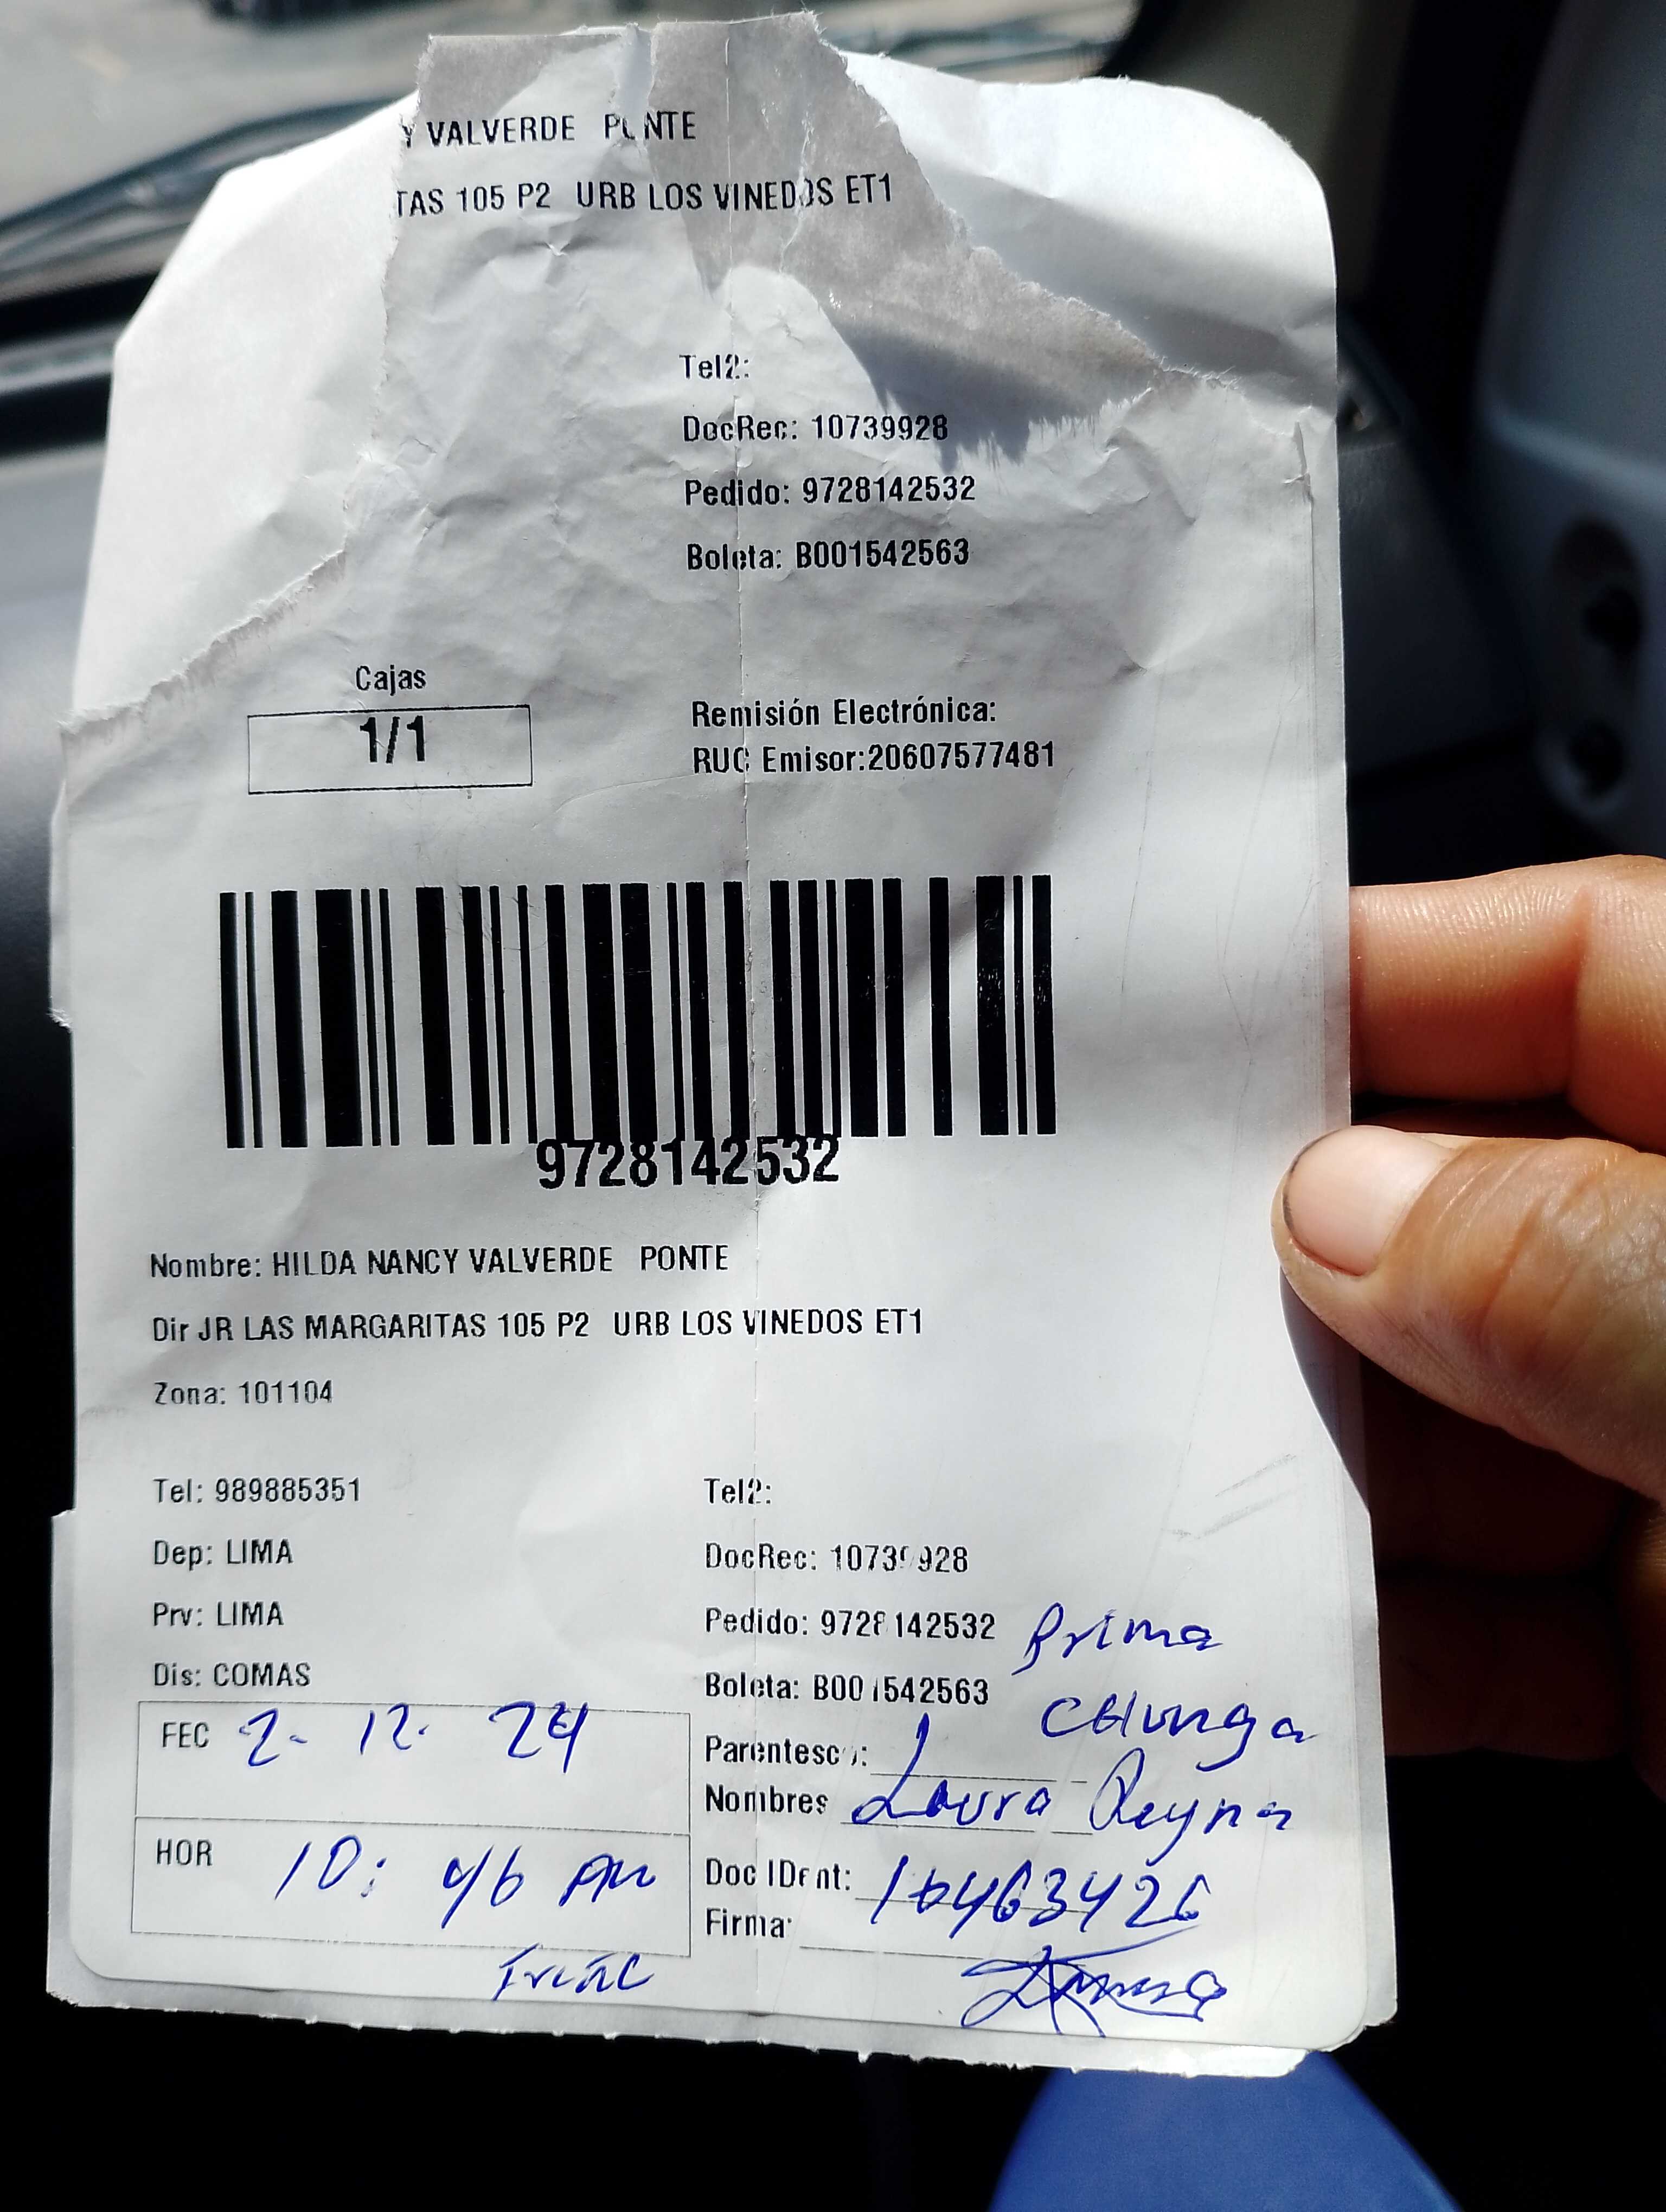 Y VALVERDE PONTE
TAS 105 P2 URB LOS VINEDOS ET1
Tel2:
DocRec: 10739928
Pedido: 9728142532
Boleta: B001542563
Cajas
1/1
Remisión Electrónica:
RUC Emisor:20607577481
9728142532
Nombre: HILDA NANCY VALVERDE PONTE
Dir JR LAS MARGARITAS 105 P2 URB LOS VINEDOS ET1
Zona: 101104
Tel: 989885351
Tel2:
Dep: LIMA
DocRec: 10739928
Prv: LIMA
Pedido: 9728142532 Prima
Dis: COMAS
Boleta: B001542563
FEC 2. 12. 24
Parentesco:
Nombres Laura Reyna
HOR 10: 46 AM
Doc IDent: 10463426
Firma: